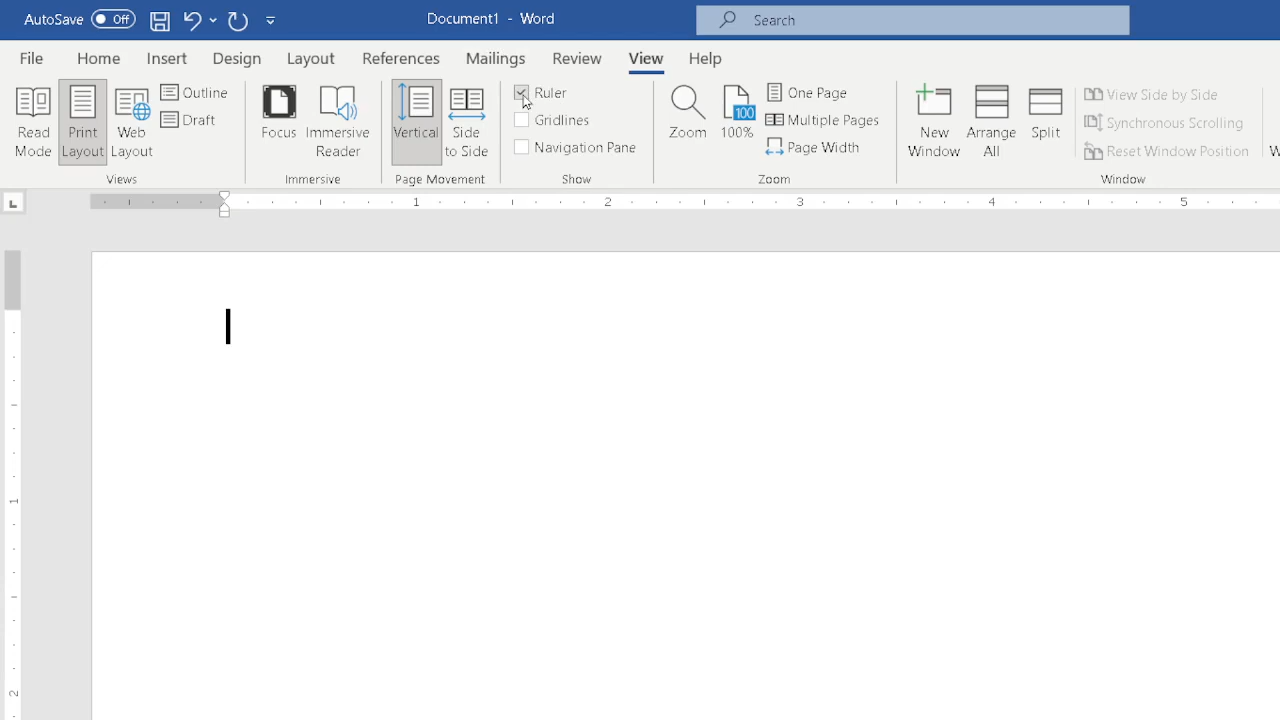 AutoSave Off Document1 - Word Search
File Home Insert Design Layout References Mailings Review View Help
Read Mode
Print Layout
Web Layout
Outline
Draft
Views
Focus
Immersive Reader
Immersive
Vertical
Side to Side
Page Movement
Ruler
Gridlines
Navigation Pane
Show
Zoom
100
100%
One Page
Multiple Pages
Page Width
Zoom
New Window
Arrange All
Split
View Side by Side
Synchronous Scrolling
Reset Window Position
Window
W
1 2 3 4 5
1
2